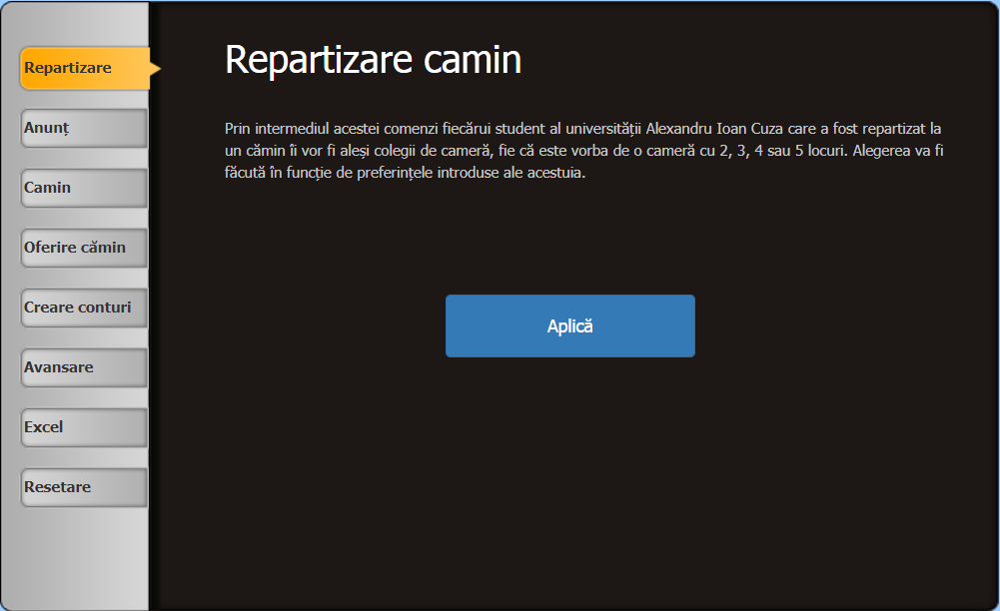 Repartizare
Anunț
Camin
Oferire cămin
Creare conturi
Avansare
Excel
Resetare
Repartizare camin
Prin intermediul acestei comenzi fiecărui student al universității Alexandru Ioan Cuza care a fost repartizat la
un cămin îi vor fi aleși colegii de cameră, fie că este vorba de o cameră cu 2, 3, 4 sau 5 locuri. Alegerea va fi
făcută în funcție de preferințele introduse ale acestuia.
Aplică